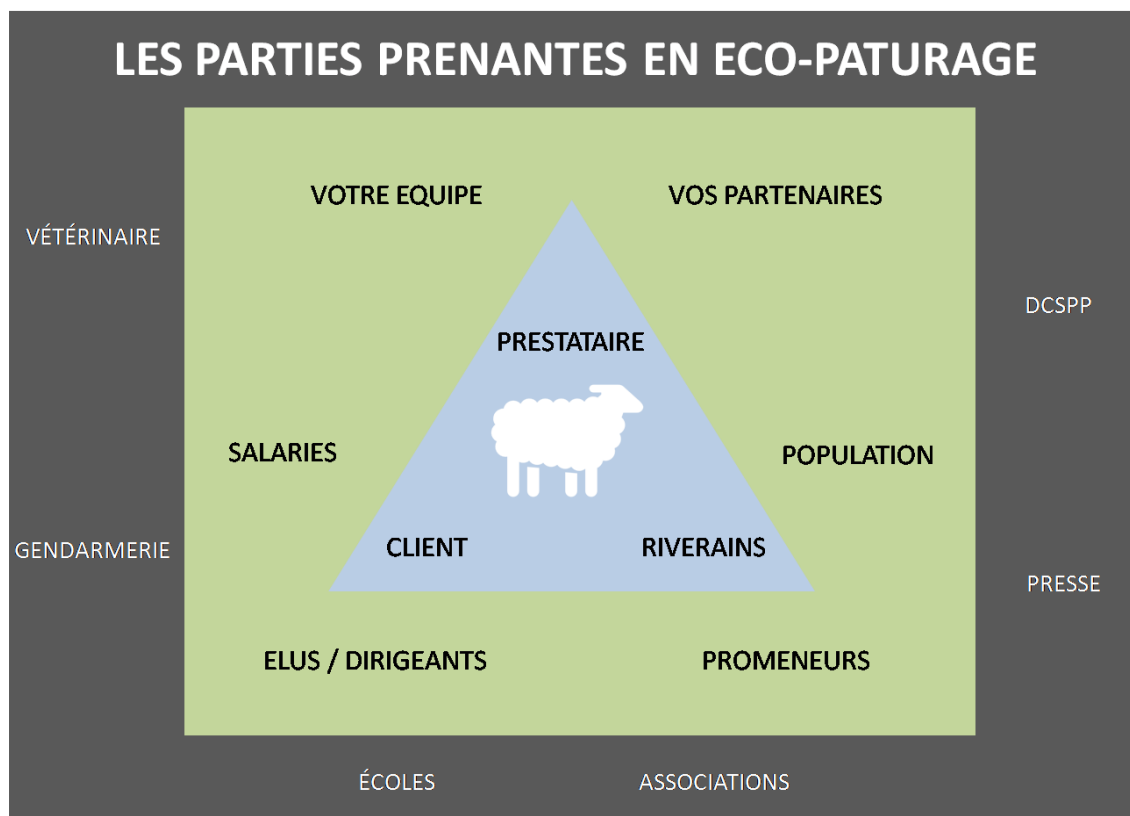 LES PARTIES PRENANTES EN ECO-PATURAGE
VOTRE EQUIPE
VOS PARTENAIRES
VÉTÉRINAIRE
DCSPP
PRESTATAIRE
SALARIES
POPULATION
GENDARMERIE
CLIENT
RIVERAINS
PRESSE
ELUS / DIRIGEANTS
PROMENEURS
ÉCOLES
ASSOCIATIONS